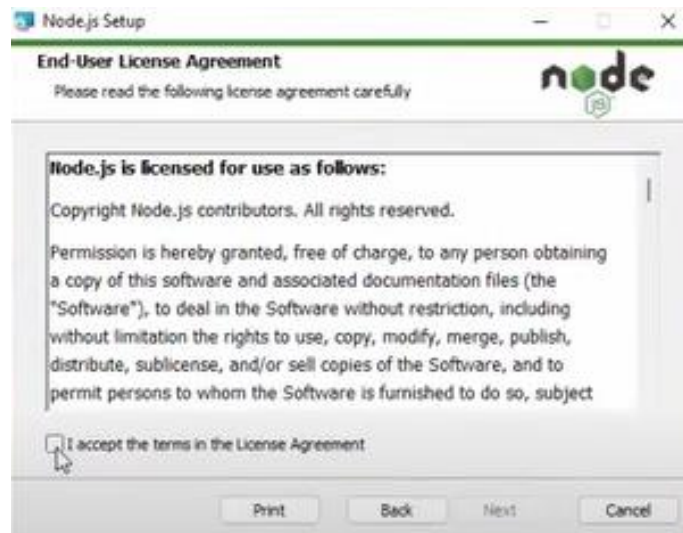 Node.js Setup
End-User License Agreement
Please read the following license agreement carefully
node
JS
Node.js is licensed for use as follows:
Copyright Node.js contributors. All rights reserved.
Permission is hereby granted, free of charge, to any person obtaining
a copy of this software and associated documentation files (the
"Software"), to deal in the Software without restriction, including
without limitation the rights to use, copy, modify, merge, publish,
distribute, sublicense, and/or sell copies of the Software, and to
permit persons to whom the Software is furnished to do so, subject
I accept the terms in the License Agreement
Print Back Next Cancel